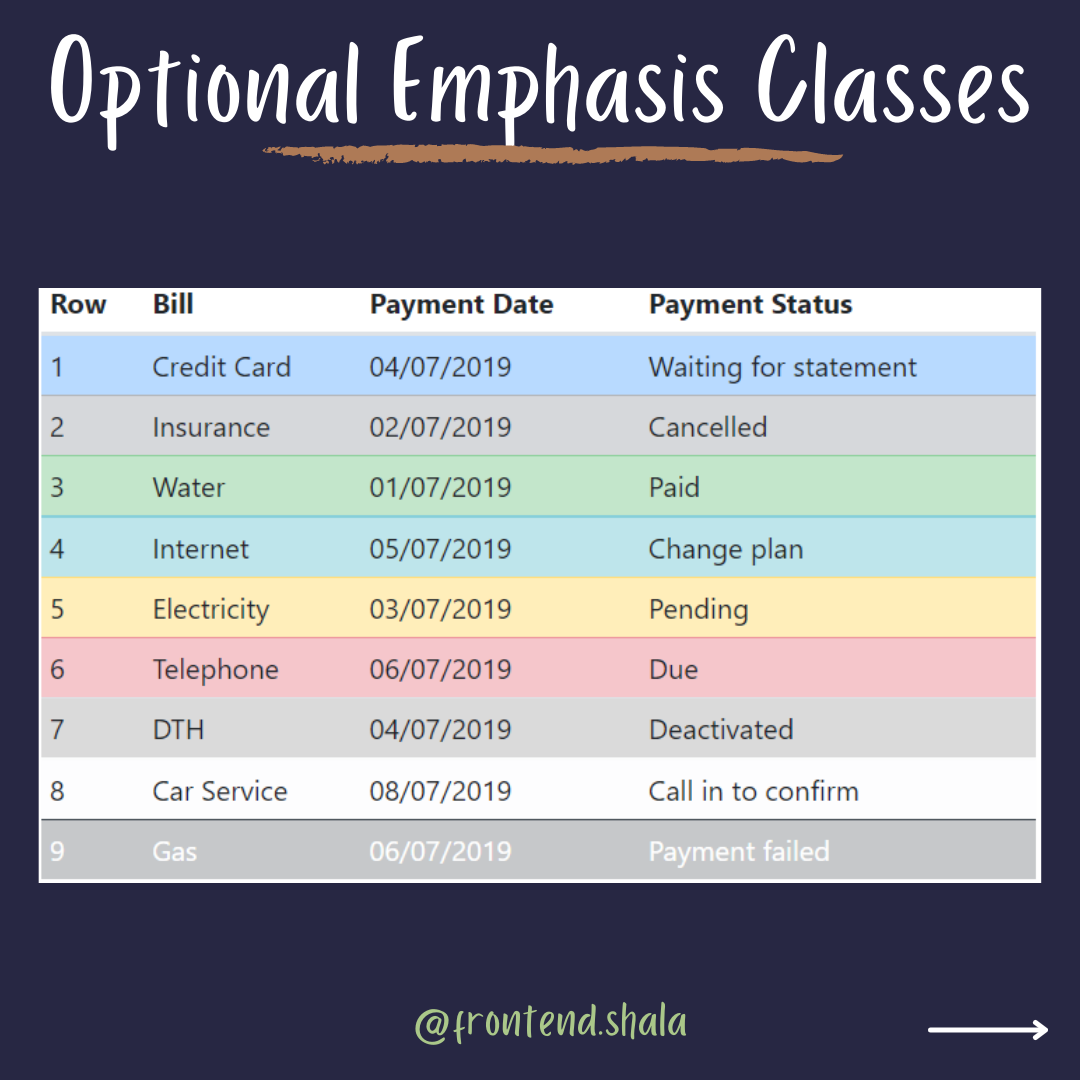 Optional Emphasis Classes
Row Bill Payment Date Payment Status
1 Credit Card 04/07/2019 Waiting for statement
2 Insurance 02/07/2019 Cancelled
3 Water 01/07/2019 Paid
4 Internet 05/07/2019 Change plan
5 Electricity 03/07/2019 Pending
6 Telephone 06/07/2019 Due
7 DTH 04/07/2019 Deactivated
8 Car Service 08/07/2019 Call in to confirm
9 Gas 06/07/2019 Payment failed
@frontend.shala